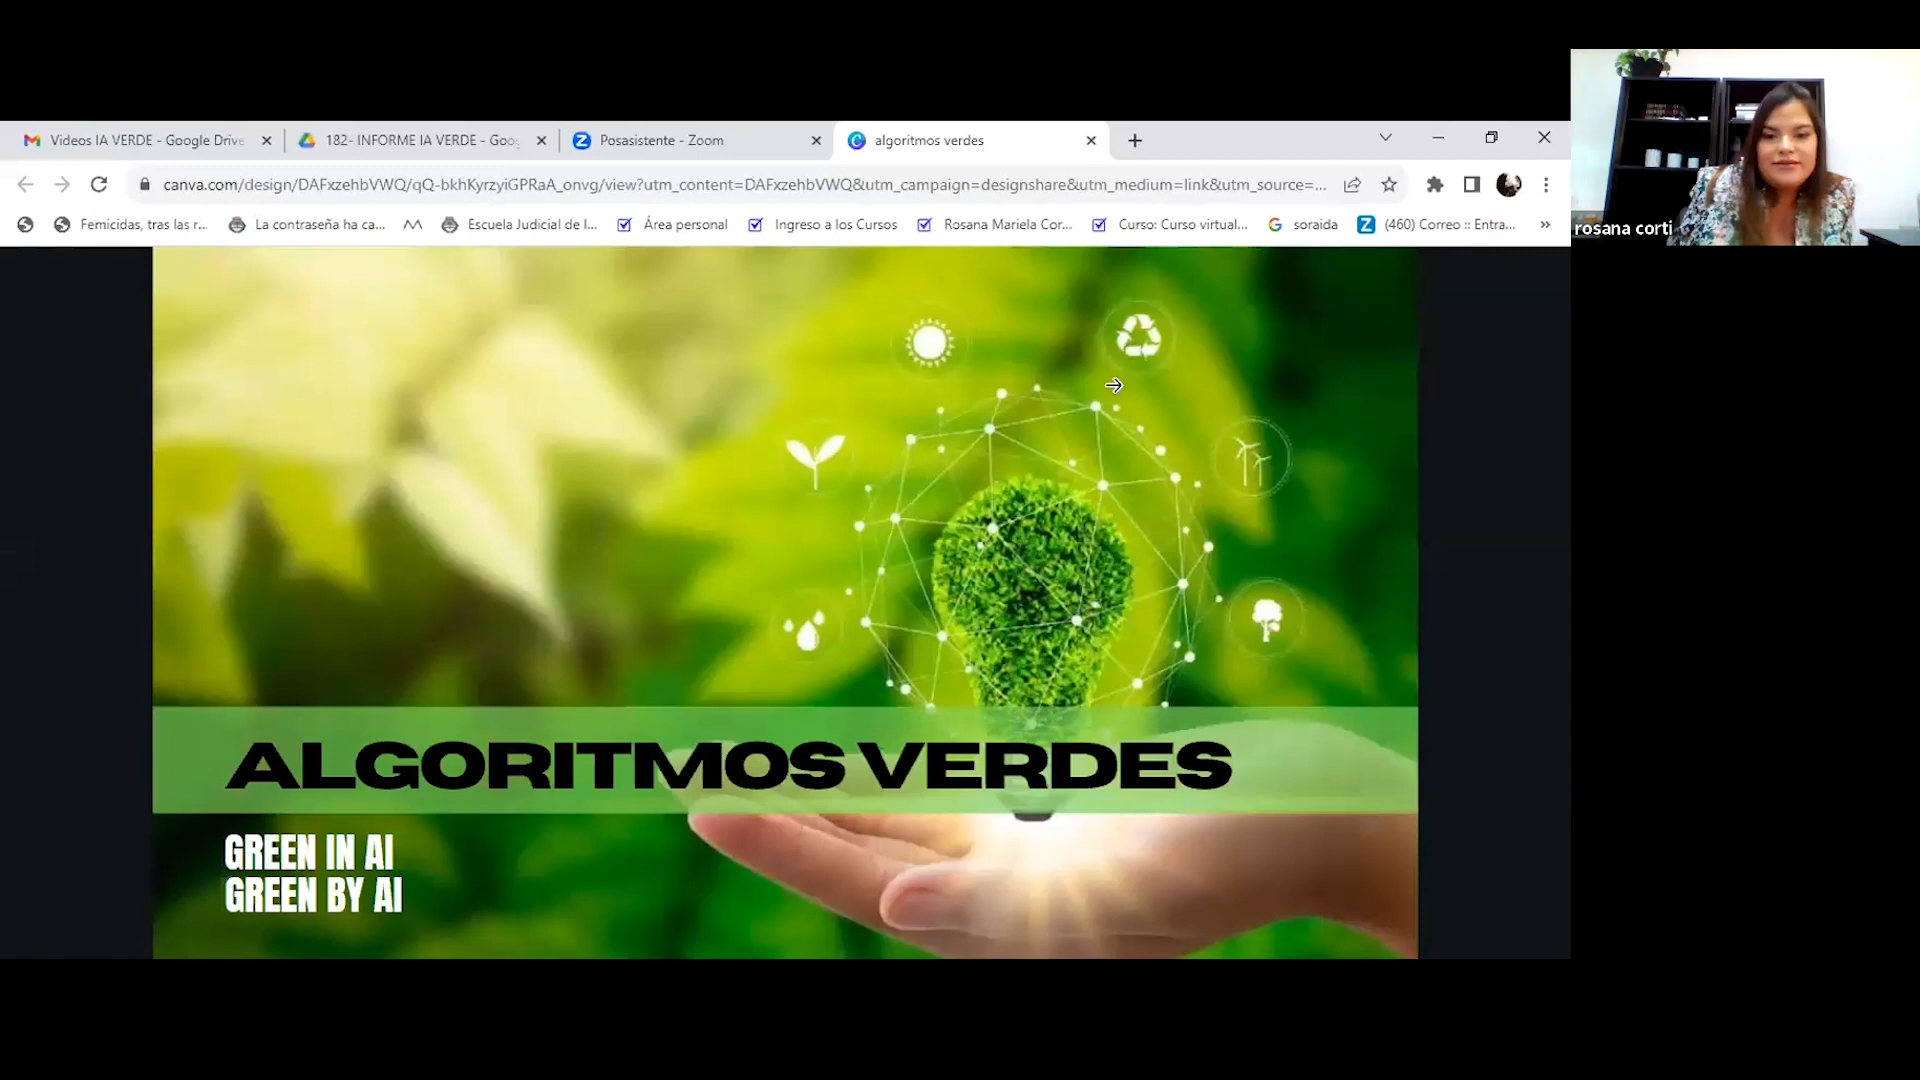 Videos IA VERDE - Google Drive
182- INFORME IA VERDE - Goo
Posasistente - Zoom
algoritmos verdes
canva.com/design/DAFxzehbVWQ/qQ-bkhKyrzyiGPRaA_onvg/view?utm_content=DAFxzehbVWQ&utm_campaign=designshare&utm_medium=link&utm_source=...
Femicidas, tras las r...
La contraseña ha ca...
Escuela Judicial de l...
Área personal
Ingreso a los Cursos
Rosana Mariela Cor...
Curso: Curso virtual...
soraida
(460) Correo :: Entra...
rosana corti
ALGORITMOS VERDES
GREEN IN AI
GREEN BY AI